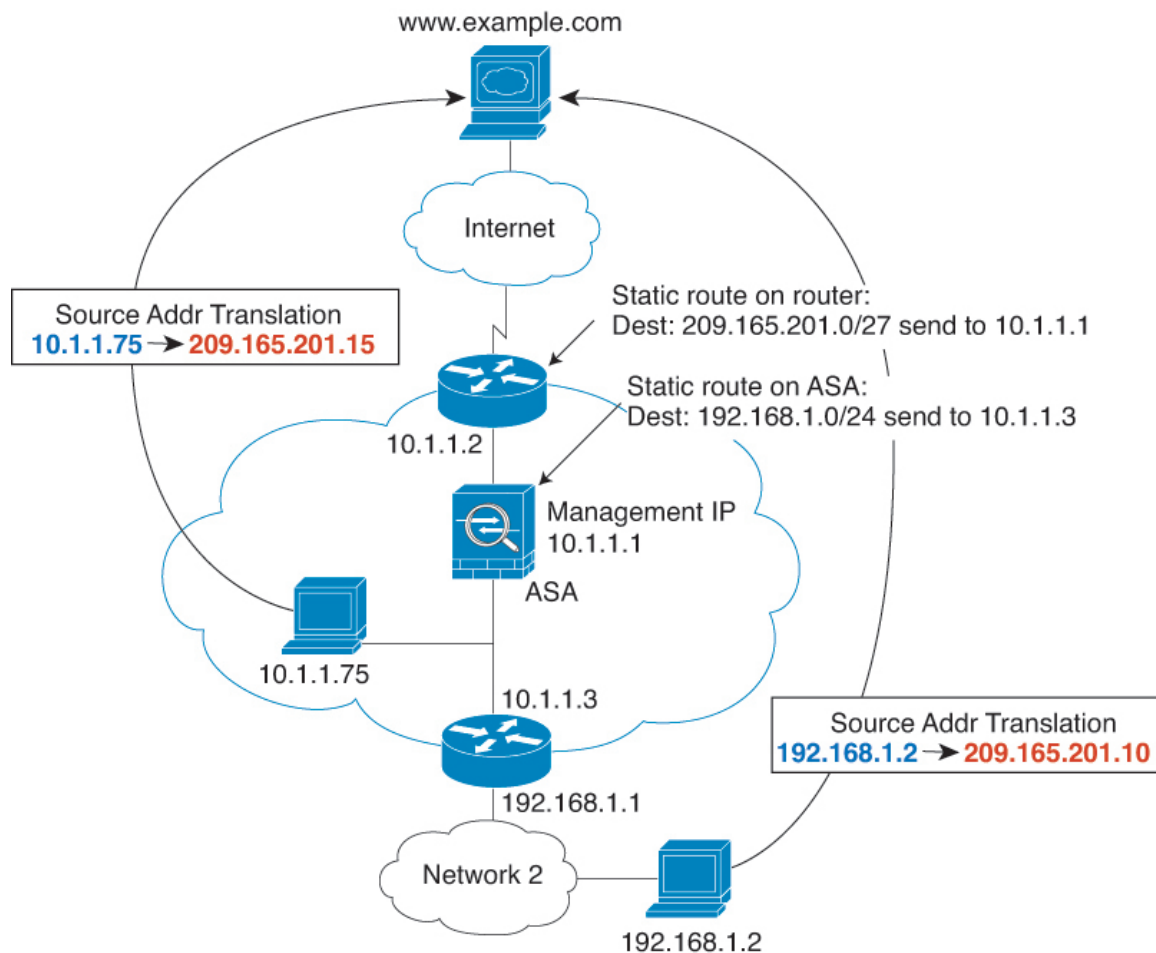 www.example.com
Internet
Source Addr Translation
10.1.1.75 209.165.201.15
Static route on router:
Dest: 209.165.201.0/27 send to 10.1.1.1
Static route on ASA:
Dest: 192.168.1.0/24 send to 10.1.1.3
10.1.1.2
Management IP
10.1.1.1
ASA
10.1.1.75
10.1.1.3
Source Addr Translation
192.168.1.2 209.165.201.10
192.168.1.1
Network 2
192.168.1.2